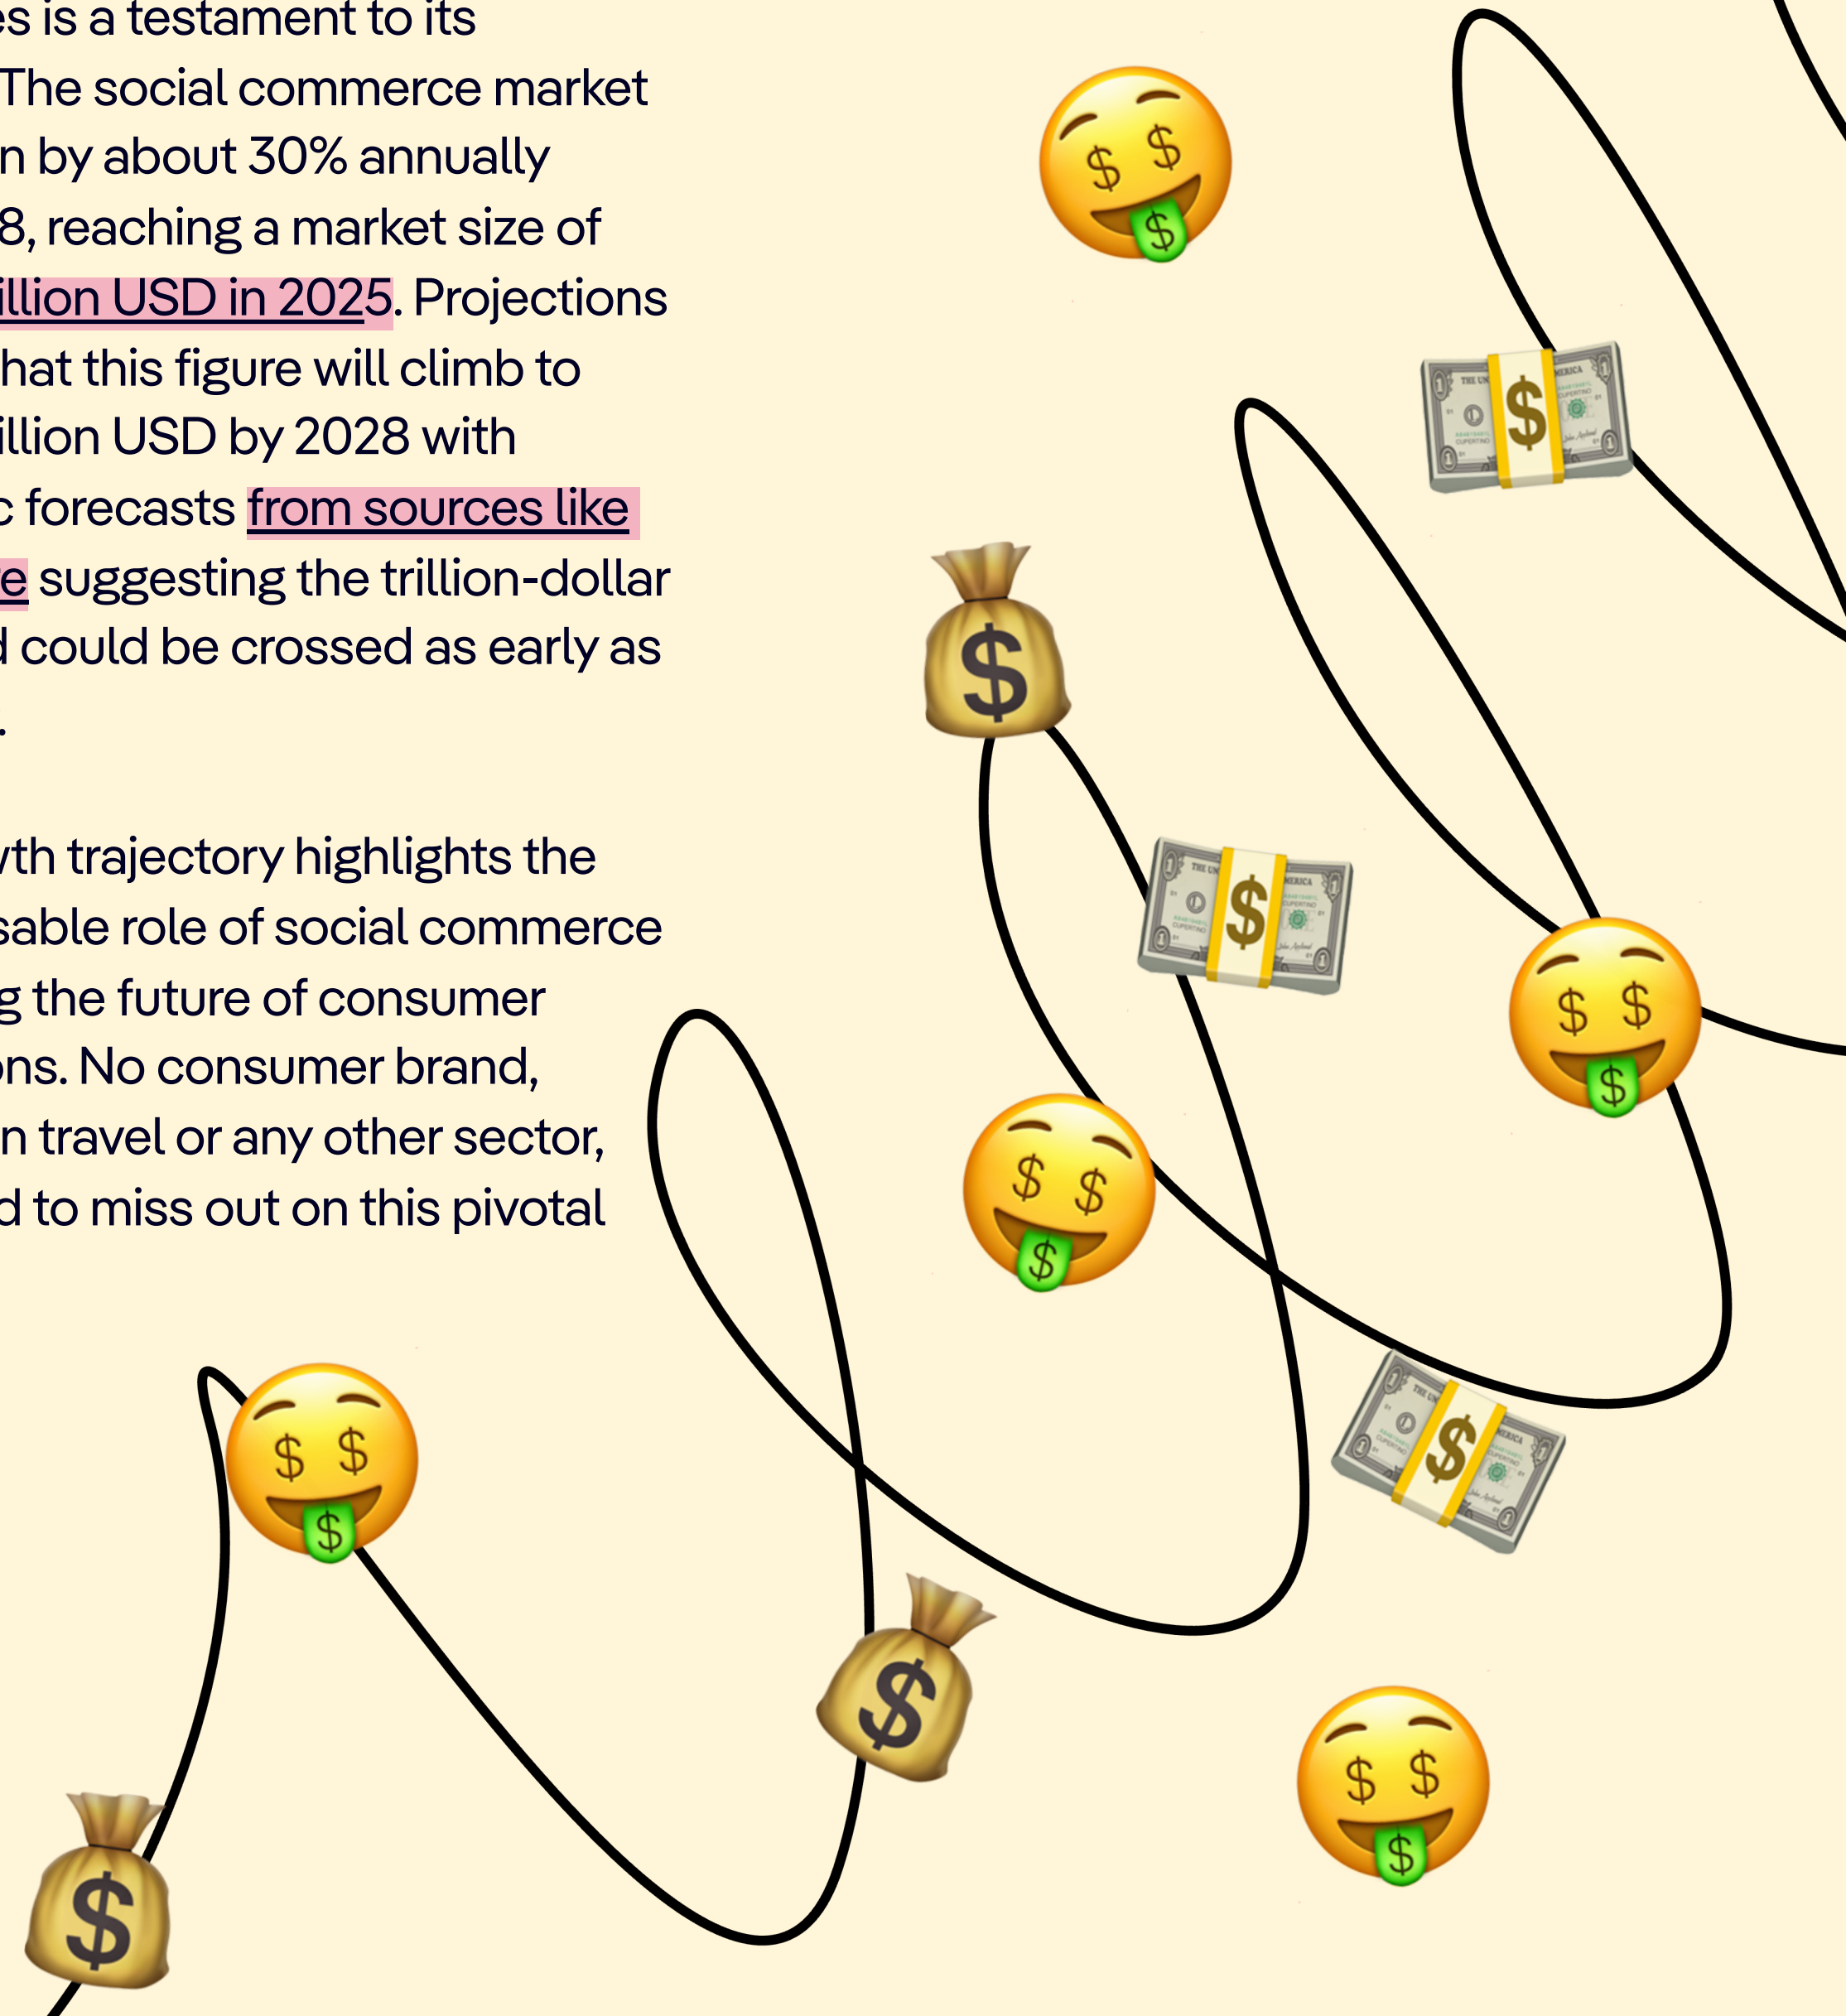 es is a testament to its
The social commerce market
n by about 30% annually
8, reaching a market size of
illion USD in 2025. Projections
hat this figure will climb to
illion USD by 2028 with
c forecasts from sources like
e suggesting the trillion-dollar
d could be crossed as early as
.
wth trajectory highlights the
sable role of social commerce
g the future of consumer
ons. No consumer brand,
n travel or any other sector,
d to miss out on this pivotal